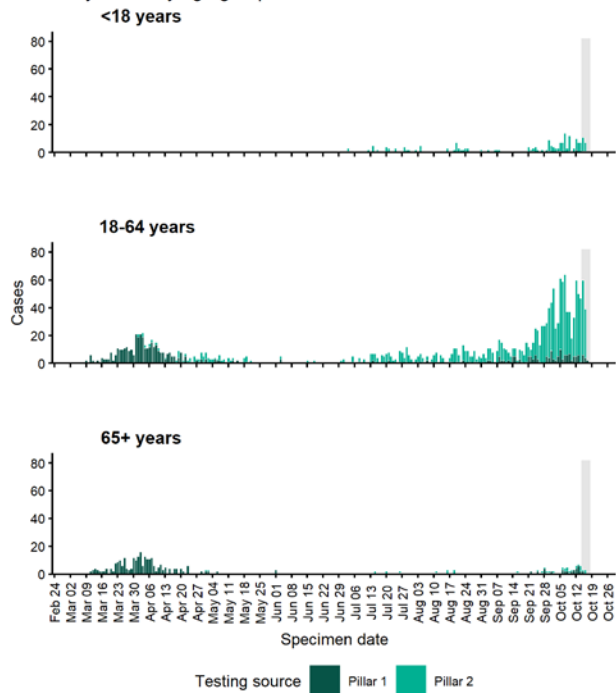 <18 years
80
60
40
20
0
18-64 years
80
60
40
20
0
Cases
65+ years
80
60
40
20
0
Feb 24
Mar 02
Mar 09
Mar 16
Mar 23
Mar 30
Apr 06
Apr 13
Apr 20
Apr 27
May 04
May 11
May 18
May 25
Jun 01
Jun 08
Jun 15
Jun 22
Jun 29
Jul 06
Jul 13
Jul 20
Jul 27
Aug 03
Aug 10
Aug 17
Aug 24
Aug 31
Sep 07
Sep 14
Sep 21
Sep 28
Oct 05
Oct 12
Oct 19
Oct 26
Specimen date
Testing source Pillar 1 Pillar 2